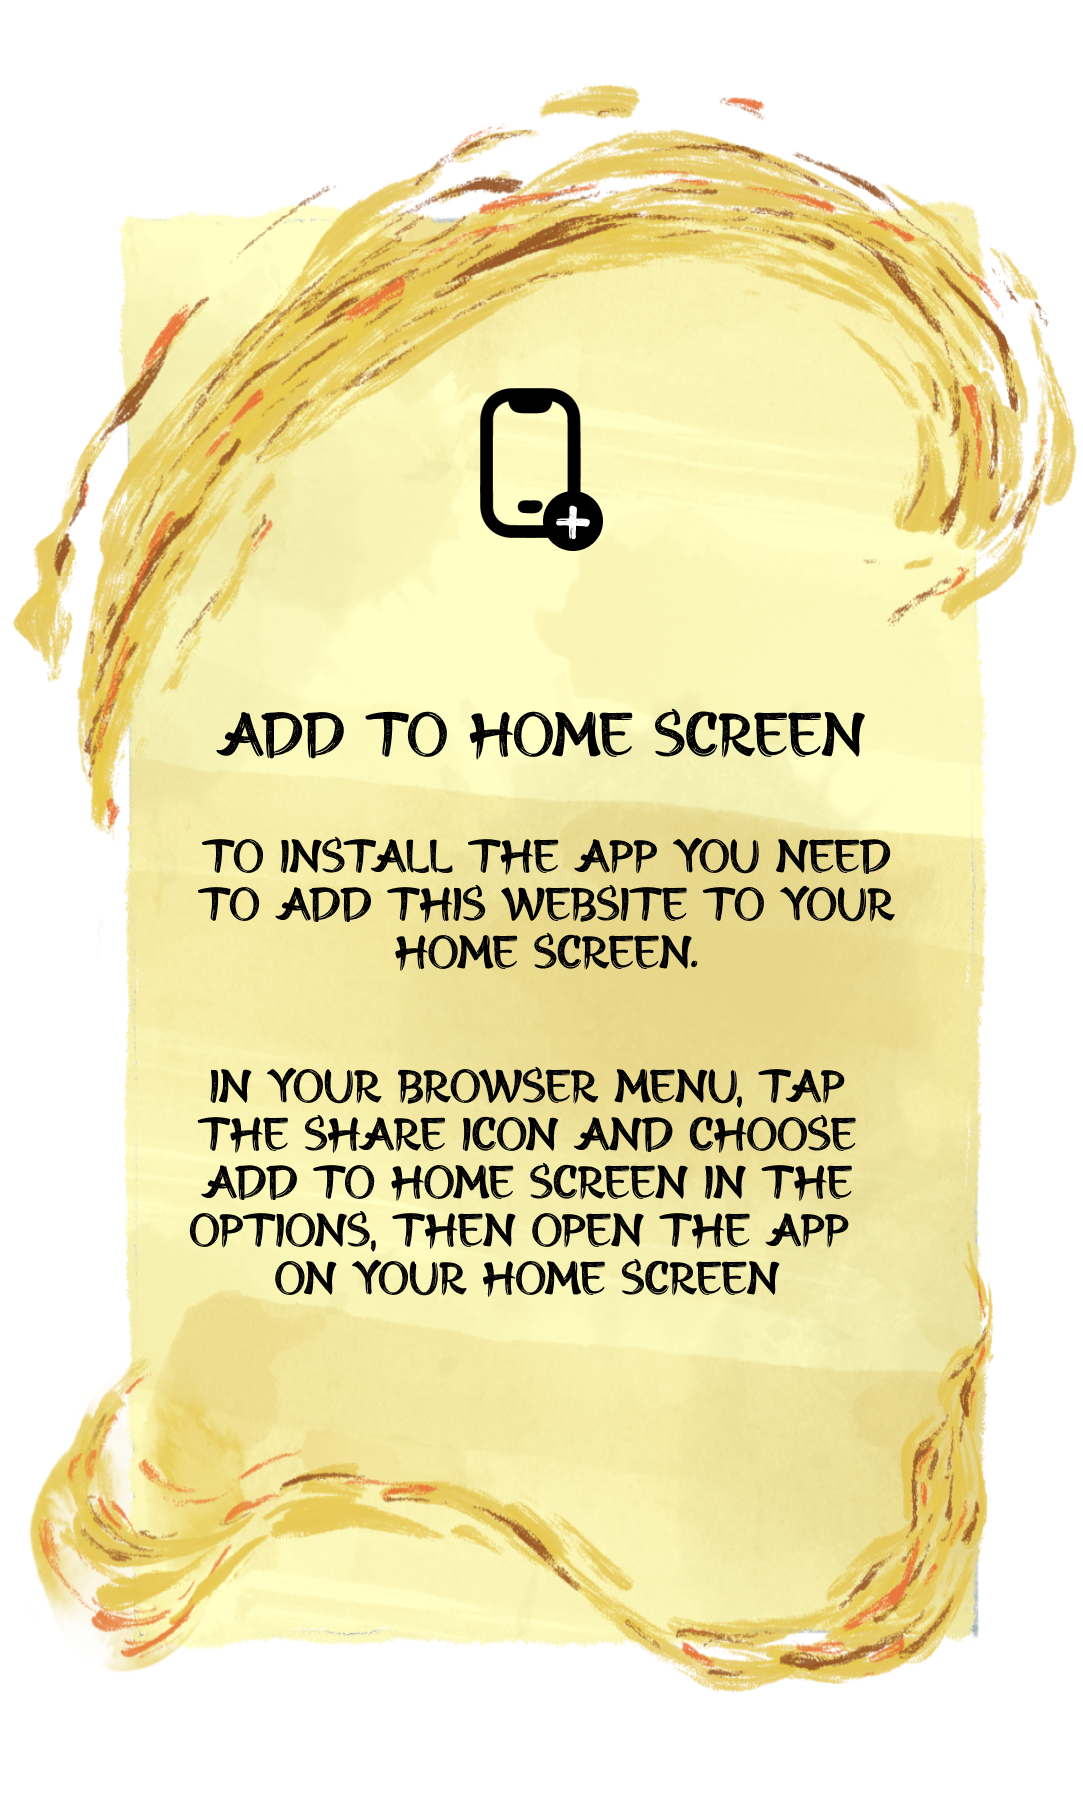 ADD TO HOME SCREEN
TO INSTALL THE APP YOU NEED
TO ADD THIS WEBSITE TO YOUR
HOME SCREEN.
IN YOUR BROWSER MENU, TAP
THE SHARE ICON AND CHOOSE
ADD TO HOME SCREEN IN THE
OPTIONS, THEN OPEN THE APP
ON YOUR HOME SCREEN